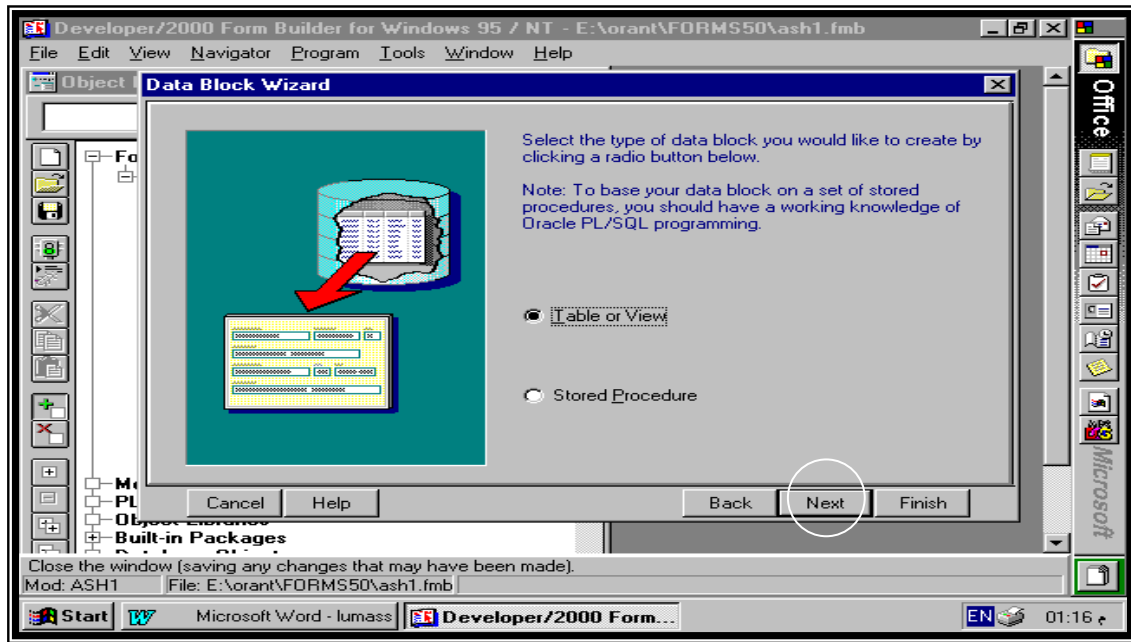 Developer/2000 Form Builder for Windows 95 / NT - E:\orant\FORMS50\ash1.fmb
File Edit View Navigator Program Tools Window Help
Object
Data Block Wizard
Office
Select the type of data block you would like to create by
clicking a radio button below.
Note: To base your data block on a set of stored
procedures, you should have a working knowledge of
Oracle PL/SQL programming.
Fo
Table or View
Stored Procedure
Microsoft
Cancel Help Back Next Finish
PL
Built-in Packages
Close the window (saving any changes that may have been made).
Mod: ASH1 File: E:\orant\FORMS50\ash1.fmb
Start Microsoft Word - lumass Developer/2000 Form... EN 01:16 م